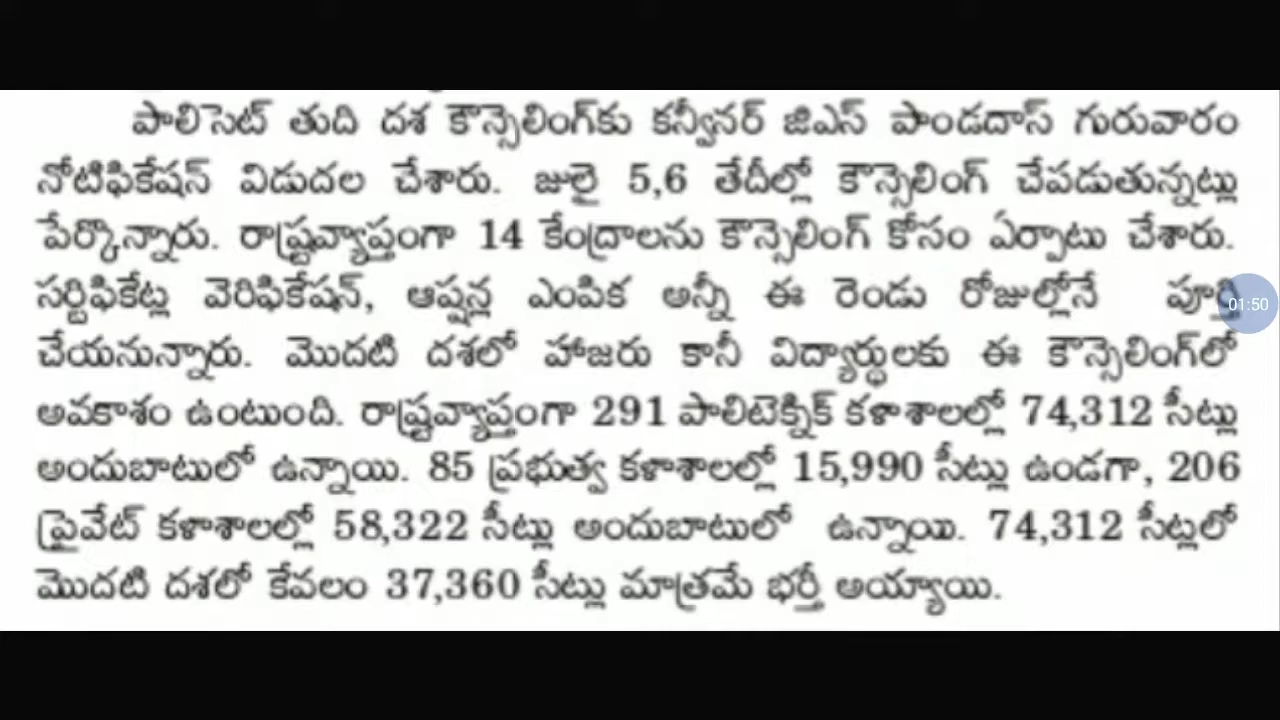 పాలిసెట్ తుది దశ కౌన్సెలింగ్‌కు కన్వీనర్ జిఎస్ పాండదాస్ గురువారం
నోటిఫికేషన్ విడుదల చేశారు. జులై 5,6 తేదీల్లో కౌన్సెలింగ్ చేపడుతున్నట్లు
పేర్కొన్నారు. రాష్ట్రవ్యాప్తంగా 14 కేంద్రాలను కౌన్సెలింగ్ కోసం ఏర్పాటు చేశారు.
సర్టిఫికేట్ల వెరిఫికేషన్, ఆప్షన్ల ఎంపిక అన్నీ ఈ రెండు రోజుల్లోనే పూర్తి
01:50
చేయనున్నారు. మొదటి దశలో హాజరు కానీ విద్యార్థులకు ఈ కౌన్సెలింగ్‌లో
అవకాశం ఉంటుంది. రాష్ట్రవ్యాప్తంగా 291 పాలిటెక్నిక్ కళాశాలల్లో 74,312 సీట్లు
అందుబాటులో ఉన్నాయి. 85 ప్రభుత్వ కళాశాలల్లో 15,990 సీట్లు ఉండగా, 206
ప్రైవేట్ కళాశాలల్లో 58,322 సీట్లు అందుబాటులో ఉన్నాయి. 74,312 సీట్లలో
మొదటి దశలో కేవలం 37,360 సీట్లు మాత్రమే భర్తీ అయ్యాయి.